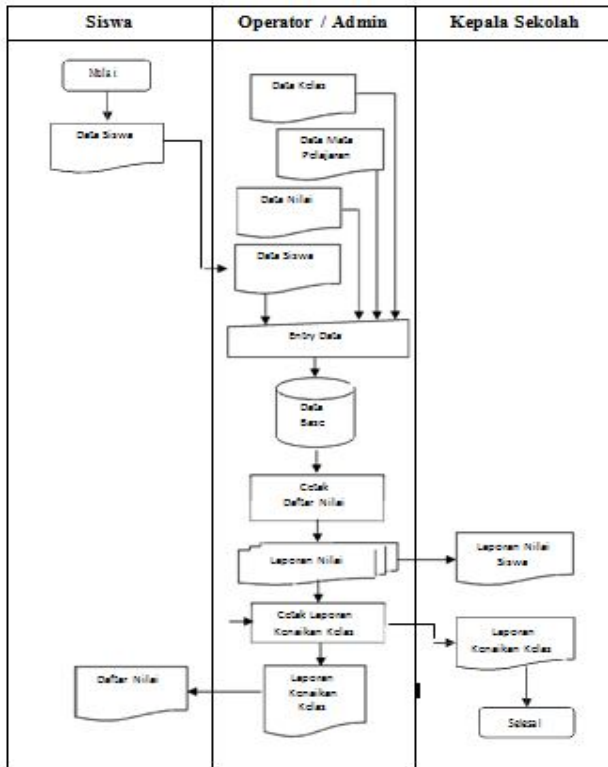 Siswa
Operator / Admin
Kepala Sekolah
Mulai
Data Kelas
Data Siswa
Data Mata
Pelajaran
Data Nilai
Data Siswa
Entry Data
Data
Base
Cetak
Daftar Nilai
Laporan Nilai
Laporan Nilai
Siswa
Cetak Laporan
Kenaikan Kelas
Laporan
Kenaikan Kelas
Daftar Nilai
Laporan
Kenaikan
Kelas
Selesai